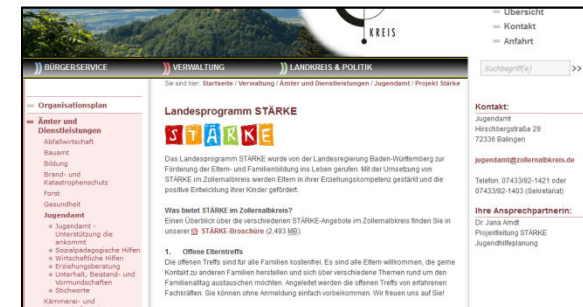 KREIS
Übersicht
Kontakt
Anfahrt
BÜRGERSERVICE
VERWALTUNG
LANDKREIS & POLITIK
Suchbegriff(e)
>>
Sie sind hier: Startseite / Verwaltung / Ämter und Dienstleistungen / Jugendamt / Projekt Stärke
Organisationsplan
Ämter und
Dienstleistungen
Abfallwirtschaft
Bauamt
Bildung
Brand- und
Katastrophenschutz
Forst
Gesundheit
Jugendamt
Jugendamt -
Unterstützung die
ankommt
Sozialpädagogische Hilfen
Wirtschaftliche Hilfen
Erziehungsberatung
Unterhalt, Beistand- und
Vormundschaften
Stichworte
Kämmerei- und
Landesprogramm STÄRKE
STÄRKE
Das Landesprogramm STÄRKE wurde von der Landesregierung Baden-Württemberg zur
Förderung der Eltern- und Familienbildung ins Leben gerufen. Mit der Umsetzung von
STÄRKE im Zollernalbkreis werden Eltern in ihrer Erziehungskompetenz gestärkt und die
positive Entwicklung ihrer Kinder gefördert.
Was bietet STÄRKE im Zollernalbkreis?
Einen Überblick über die verschiedenen STÄRKE-Angebote im Zollernalbkreis finden Sie in
unserer STÄRKE-Broschüre (2,493 MB).
1. Offene Elterntreffs
Die offenen Treffs sind für alle Familien kostenfrei. Es sind alle Eltern willkommen, die gerne
Kontakt zu anderen Familien herstellen und sich über verschiedene Themen rund um den
Familienalltag austauschen möchten. Angeleitet werden die offenen Treffs von erfahrenen
Fachkräften. Sie können ohne Anmeldung einfach vorbeikommen. Wir freuen uns auf Sie!
Kontakt:
Jugendamt
Hirschbergstraße 29
72336 Balingen
jugendamt@zollernalbkreis.de
Telefon: 07433/92-1421 oder
07433/92-1403 (Sekretariat)
Ihre Ansprechpartnerin:
Dr. Jana Arndt
Projektleitung STÄRKE
Jugendhilfeplanung